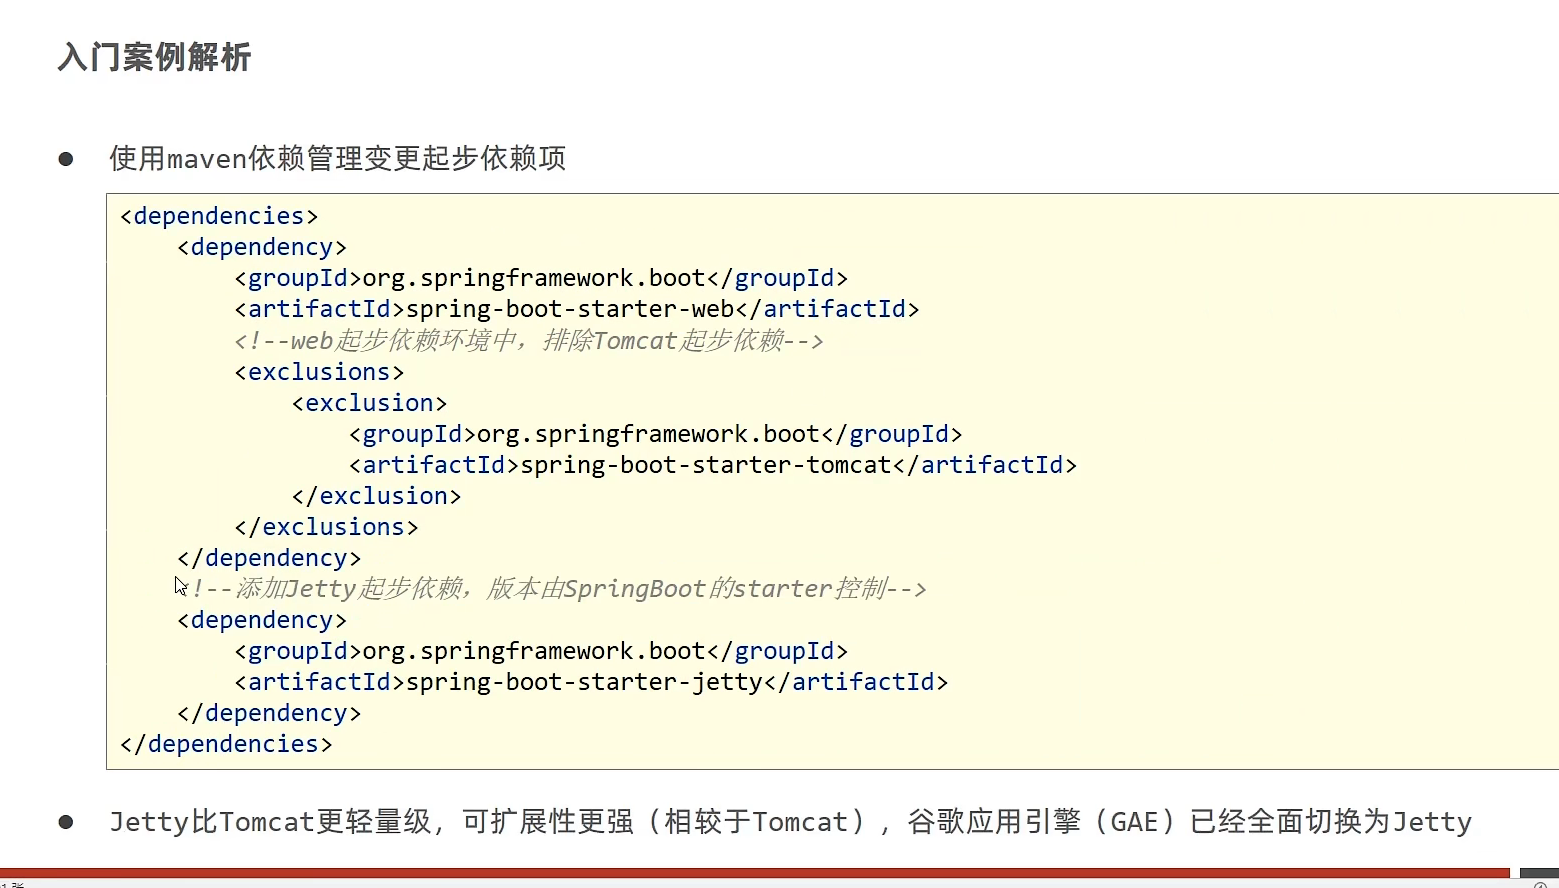 入门案例解析
● 使用maven依赖管理变更起步依赖项
<dependencies>
    <dependency>
        <groupId>org.springframework.boot</groupId>
        <artifactId>spring-boot-starter-web</artifactId>
        <!--web起步依赖环境中，排除Tomcat起步依赖-->
        <exclusions>
            <exclusion>
                <groupId>org.springframework.boot</groupId>
                <artifactId>spring-boot-starter-tomcat</artifactId>
            </exclusion>
        </exclusions>
    </dependency>
    !--添加Jetty起步依赖，版本由SpringBoot的starter控制-->
    <dependency>
        <groupId>org.springframework.boot</groupId>
        <artifactId>spring-boot-starter-jetty</artifactId>
    </dependency>
</dependencies>
● Jetty比Tomcat更轻量级，可扩展性更强（相较于Tomcat），谷歌应用引擎（GAE）已经全面切换为Jetty